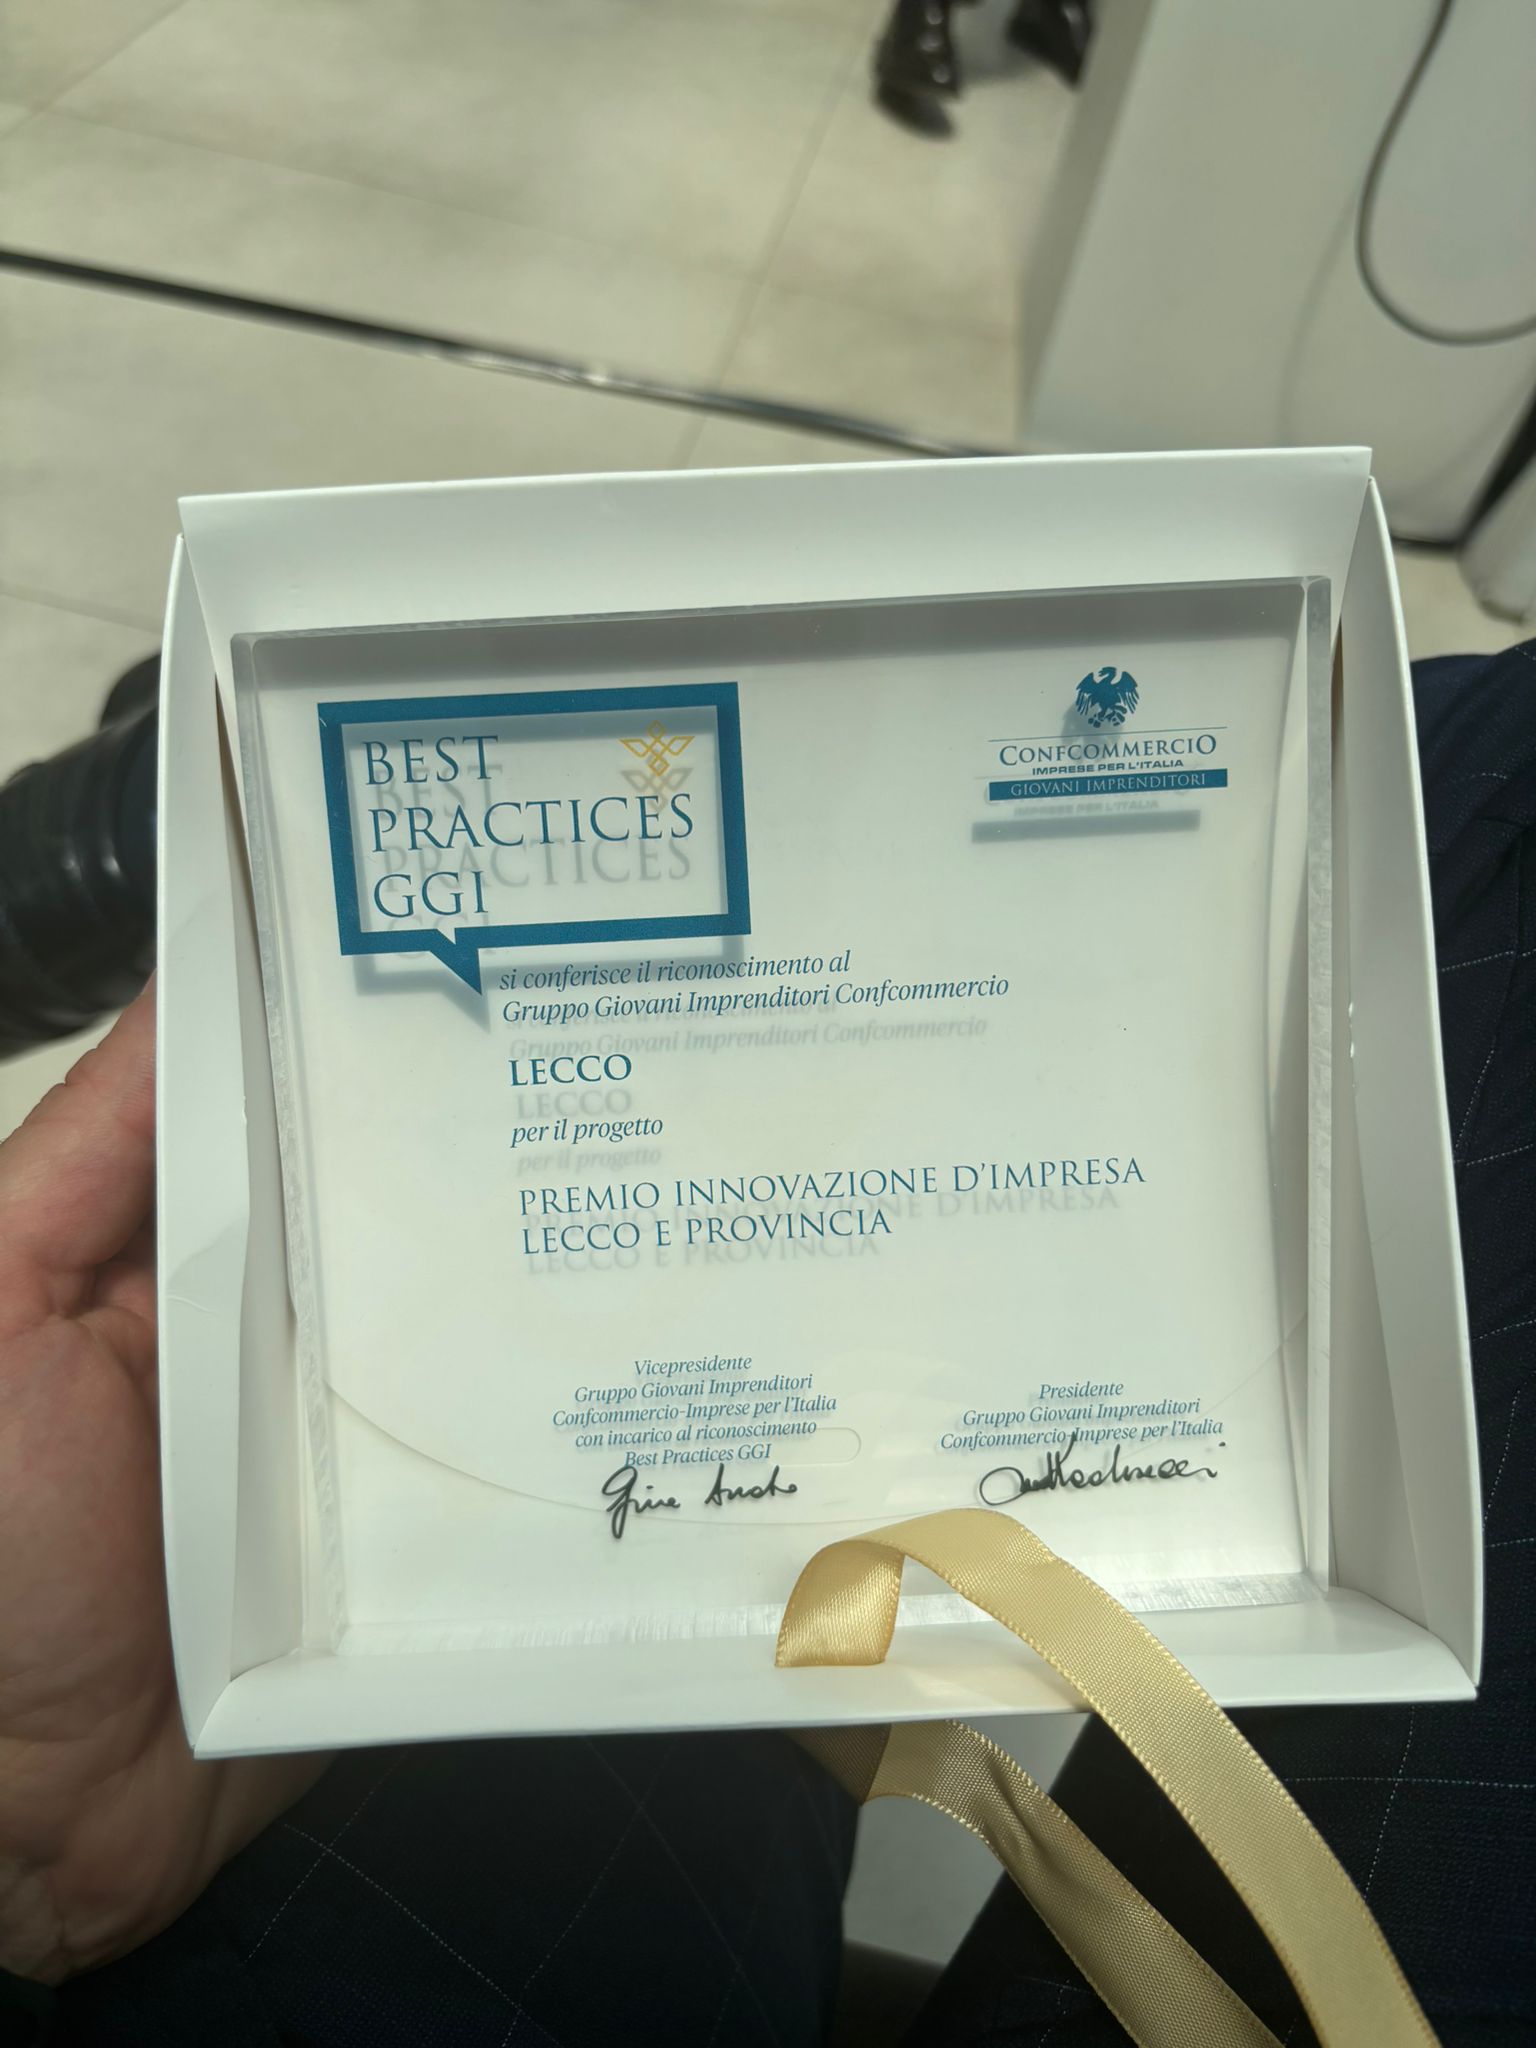 BEST
PRACTICES
GGI
CONFCOMMERCIO
IMPRESE PER L'ITALIA
GIOVANI IMPRENDITORI
si conferisce il riconoscimento al
Gruppo Giovani Imprenditori Confcommercio
LECCO
per il progetto
PREMIO INNOVAZIONE D'IMPRESA
LECCO E PROVINCIA
Vicepresidente
Gruppo Giovani Imprenditori
Confcommercio-Imprese per l'Italia
con incarico al riconoscimento
Best Practices GGI
Presidente
Gruppo Giovani Imprenditori
Confcommercio-Imprese per l'Italia